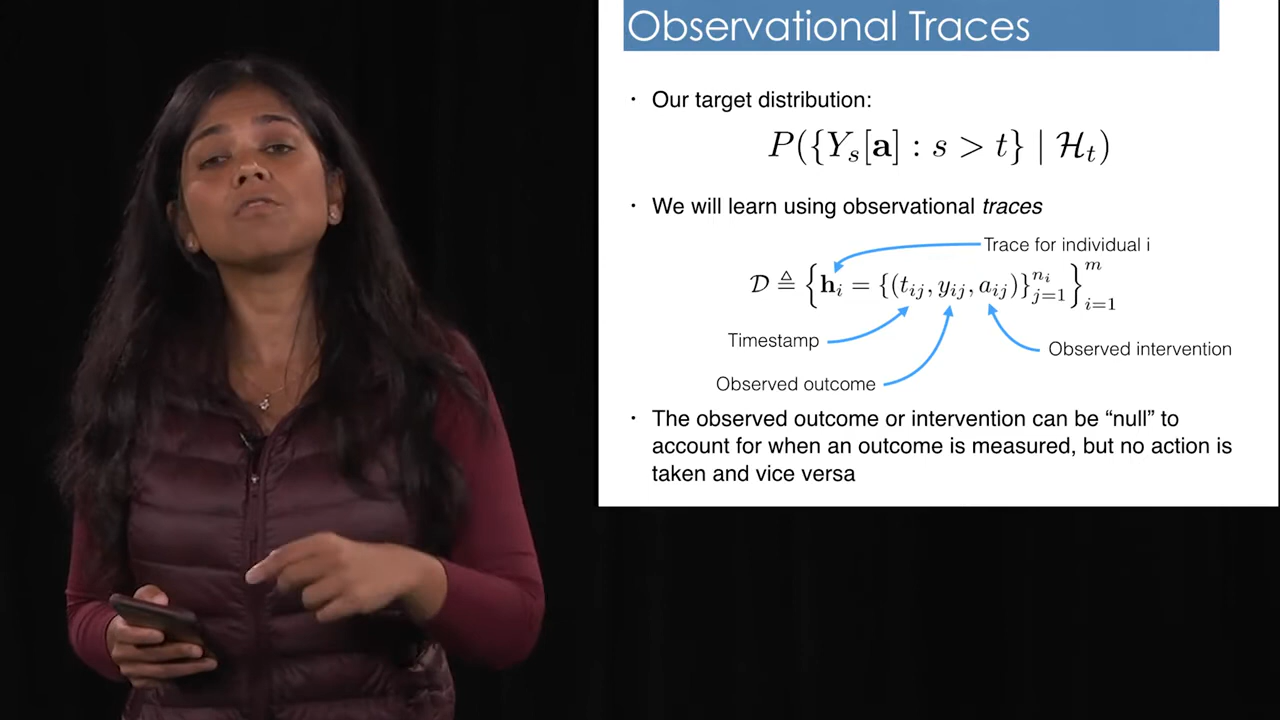 Observational Traces
· Our target distribution:
P({Y_s[𝐚] : s > t} | ℋ_t)
· We will learn using observational traces
Trace for individual i
𝒟 ≜ {𝐡_i = {(t_ij, y_ij, a_ij)}_{j=1}^{n_i}}_{i=1}^{m}
Timestamp
Observed intervention
Observed outcome
· The observed outcome or intervention can be “null” to
account for when an outcome is measured, but no action is
taken and vice versa